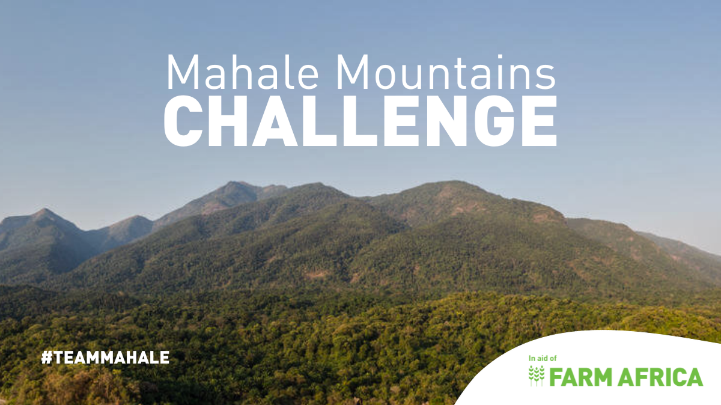 Mahale Mountains
CHALLENGE
#TEAMMAHALE
In aid of
FARM AFRICA